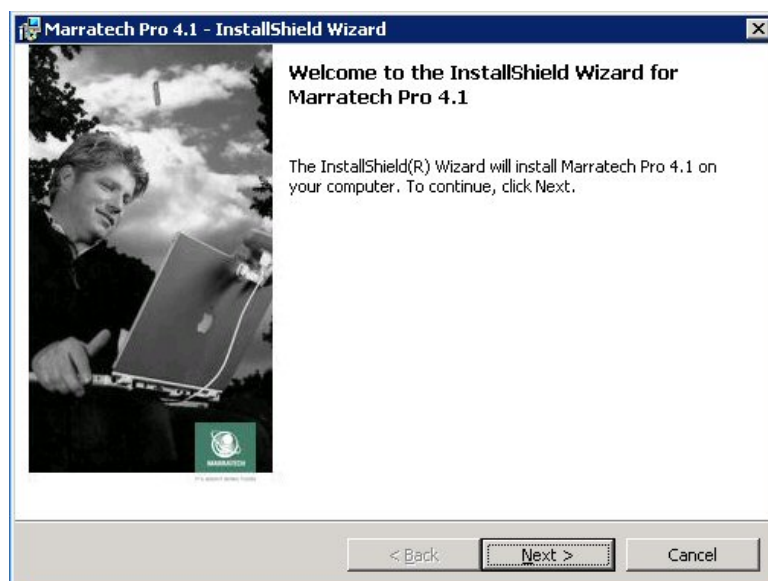 Marratech Pro 4.1 - InstallShield Wizard
Welcome to the InstallShield Wizard for
Marratech Pro 4.1
The InstallShield(R) Wizard will install Marratech Pro 4.1 on
your computer. To continue, click Next.
MARRATECH
< Back
Next >
Cancel